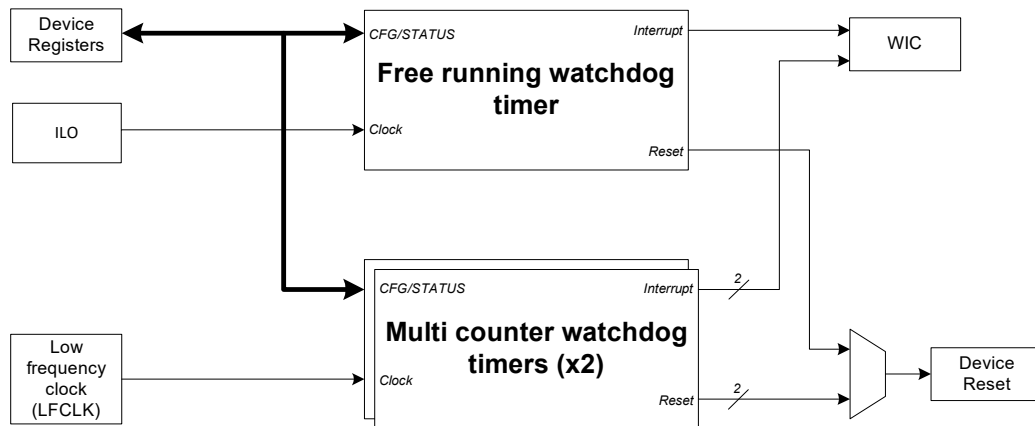 Device
Registers
CFG/STATUS
Interrupt
WIC
Free running watchdog
timer
ILO
Clock
Reset
CFG/STATUS
Interrupt
2
Multi counter watchdog
timers (x2)
Low
frequency
clock
(LFCLK)
Clock
Reset
2
Device
Reset